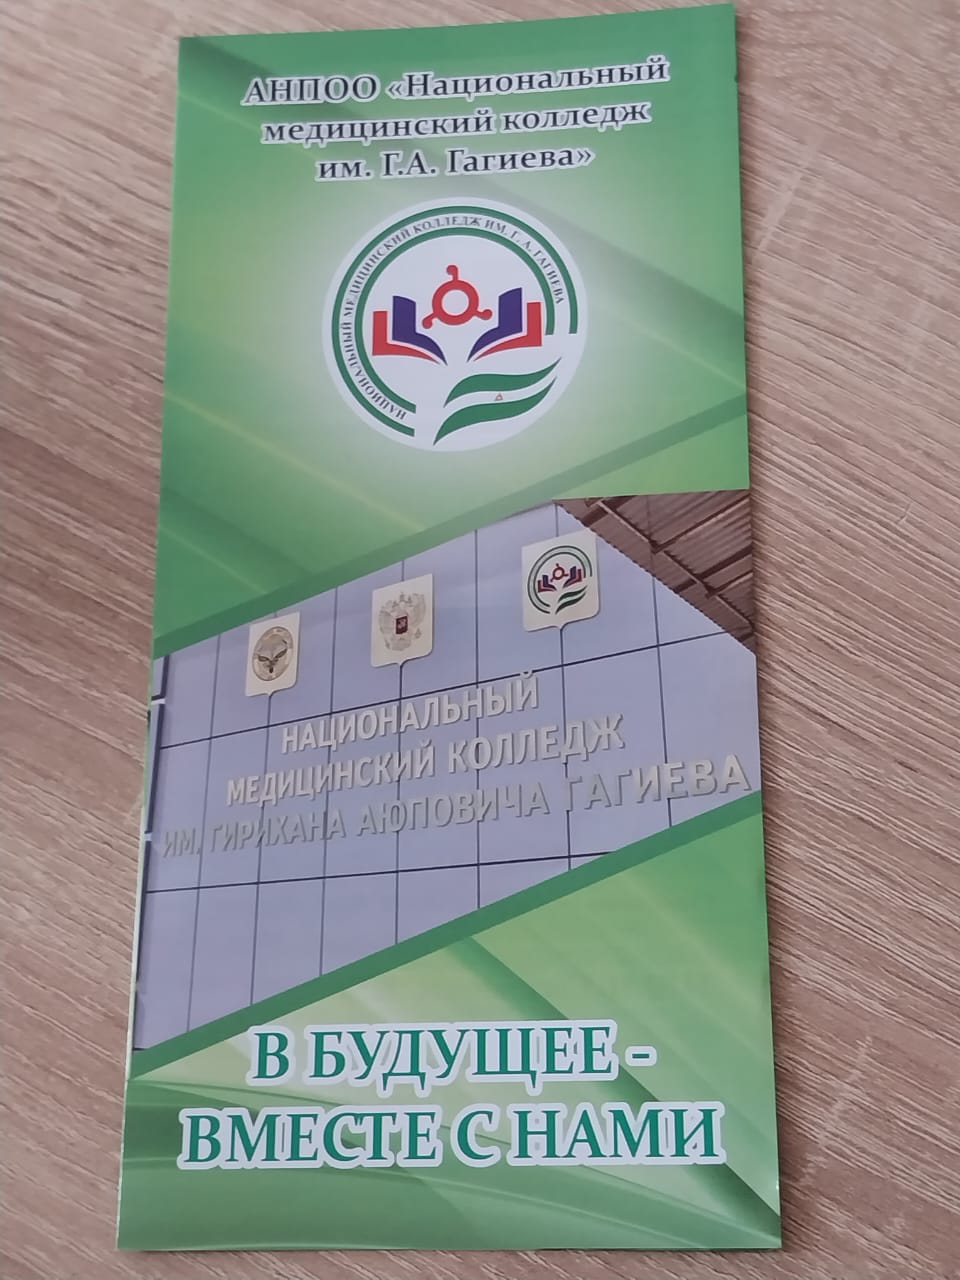 АНПОО «Национальный
медицинский колледж
им. Г.А. Гагиева»
НАЦИОНАЛЬНЫЙ МЕДИЦИНСКИЙ КОЛЛЕДЖ ИМ. Г. А. ГАГИЕВА
НАЦИОНАЛЬНЫЙ
МЕДИЦИНСКИЙ КОЛЛЕДЖ
ИМ. ГИРИХАНА АЮПОВИЧА ГАГИЕВА
В БУДУЩЕЕ -
ВМЕСТЕ С НАМИ